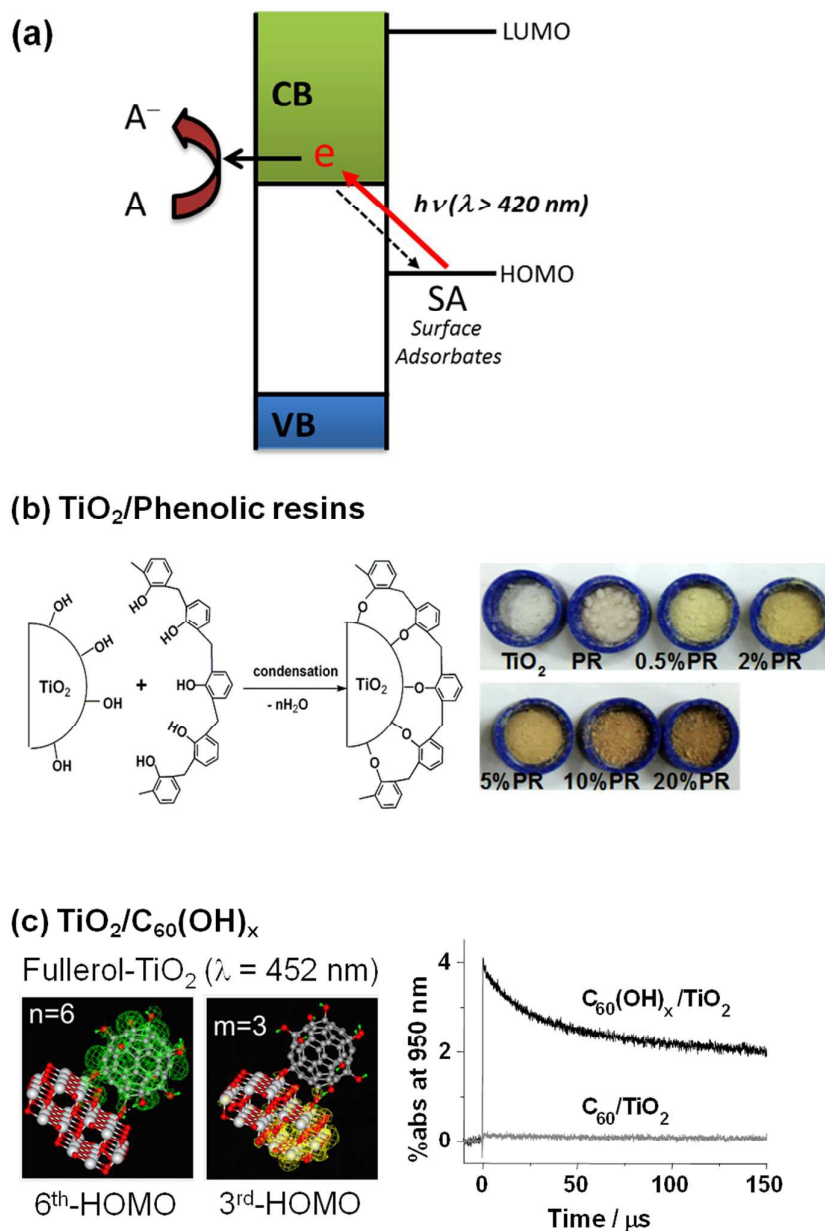 (a)
LUMO
CB
A⁻
e
A
hν(λ > 420 nm)
HOMO
SA
Surface
Adsorbates
VB
(b) TiO₂/Phenolic resins
OH
OH
TiO₂
OH
OH
+
HO
HO
HO
HO
HO
condensation
- nH₂O
TiO₂
O
O
O
O
O
TiO₂ PR 0.5%PR 2%PR
5%PR 10%PR 20%PR
(c) TiO₂/C₆₀(OH)ₓ
Fullerol-TiO₂ (λ = 452 nm)
n=6
m=3
6ᵗʰ-HOMO
3ʳᵈ-HOMO
%abs at 950 nm
4
2
0
C₆₀(OH)ₓ/TiO₂
C₆₀/TiO₂
0 50 100 150
Time / μs